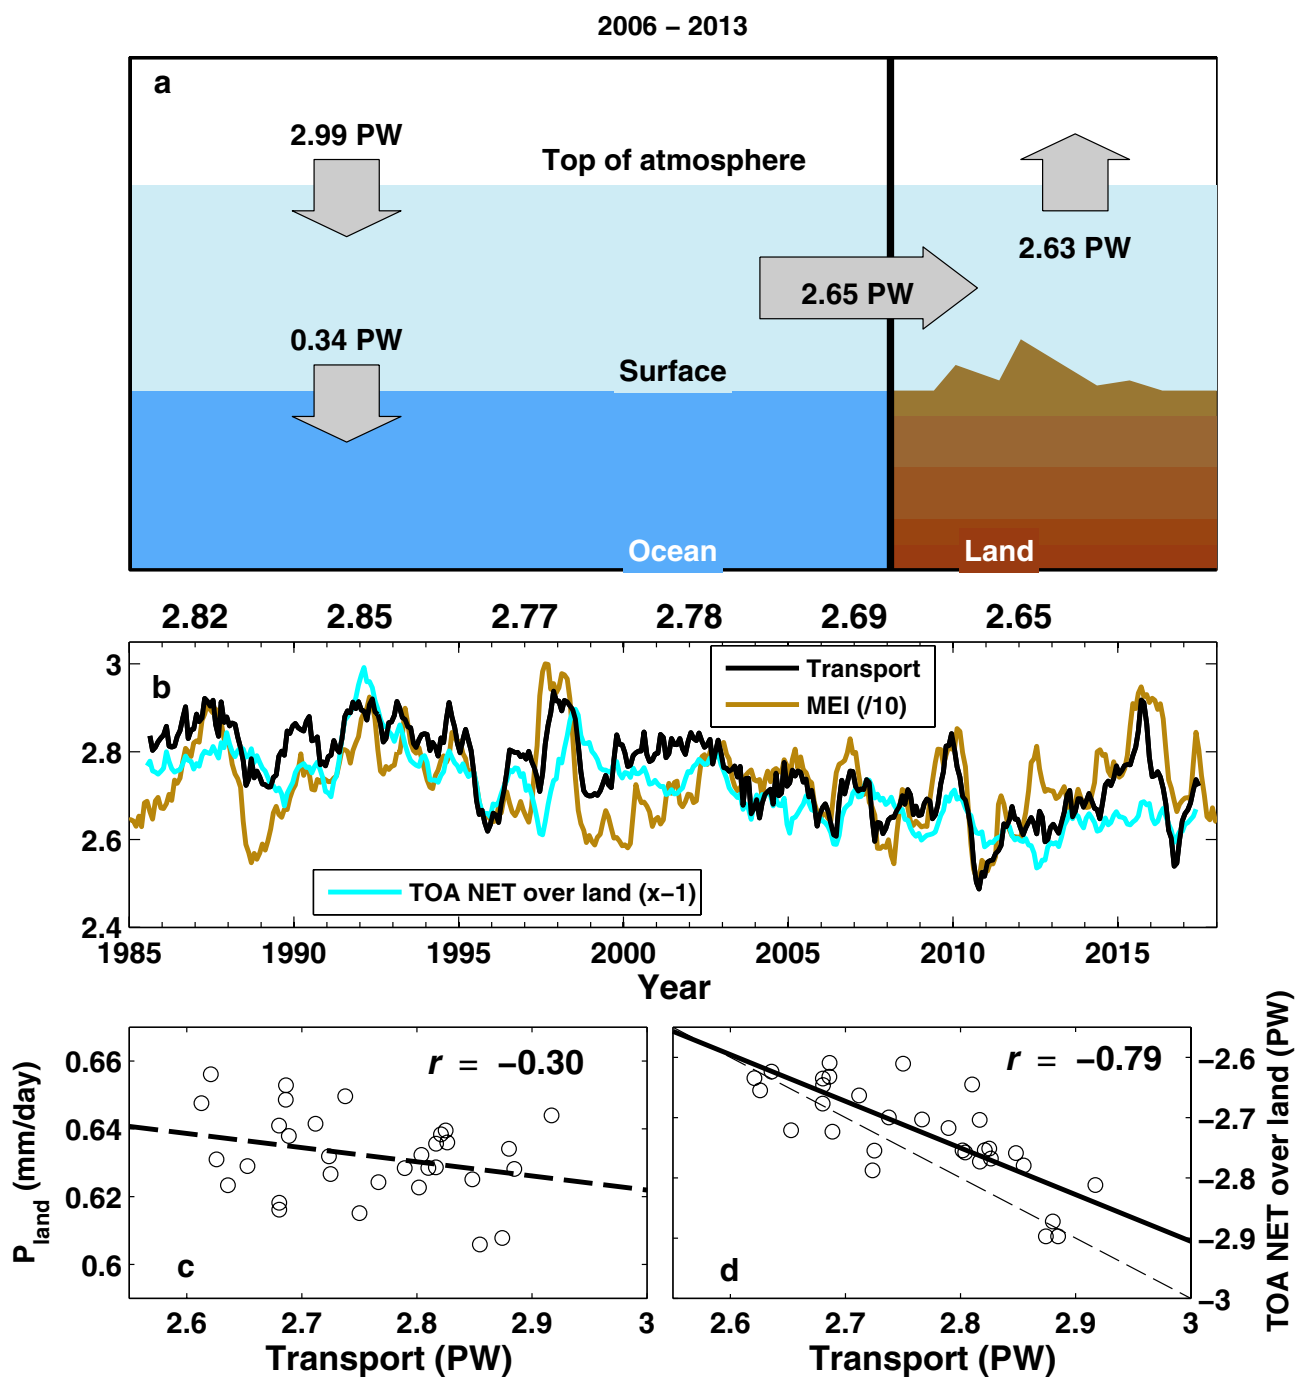 2006 − 2013
a
2.99 PW
Top of atmosphere
2.63 PW
2.65 PW
0.34 PW
Surface
Ocean
Land
2.82 2.85 2.77 2.78 2.69 2.65
b
3
2.8
2.6
2.4
Transport
MEI (/10)
TOA NET over land (x−1)
1985 1990 1995 2000 2005 2010 2015
Year
r = −0.30
0.66
0.64
0.62
0.6
P_land (mm/day)
c
2.6 2.7 2.8 2.9 3
Transport (PW)
r = −0.79
−2.6
−2.7
−2.8
−2.9
−3
TOA NET over land (PW)
d
2.6 2.7 2.8 2.9 3
Transport (PW)